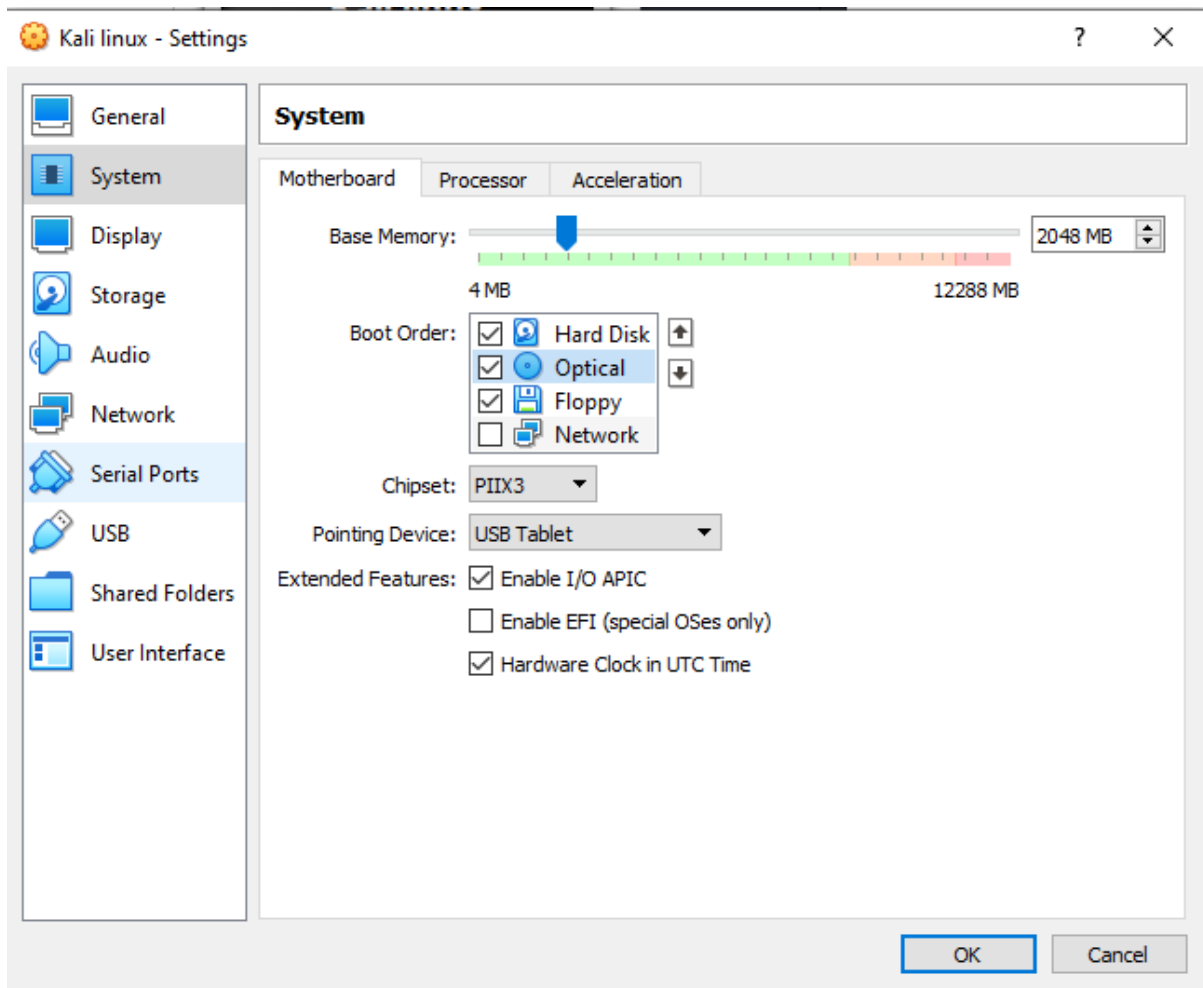 Kali linux - Settings
?
General
System
Display
Storage
Audio
Network
Serial Ports
USB
Shared Folders
User Interface
System
Motherboard Processor Acceleration
Base Memory: 2048 MB
4 MB 12288 MB
Boot Order: Hard Disk
Optical
Floppy
Network
Chipset: PIIX3
Pointing Device: USB Tablet
Extended Features: Enable I/O APIC
Enable EFI (special OSes only)
Hardware Clock in UTC Time
OK Cancel